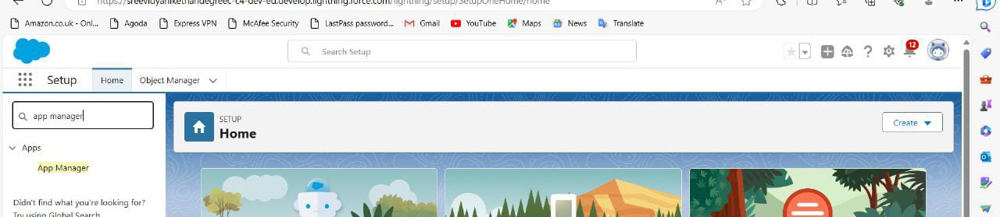 https://sreevidyanikethandegreec-c4-dev-ed.develop.lightning.force.com/lightning/setup/SetupOneHome/home
Amazon.co.uk - Onl...
Agoda
Express VPN
McAfee Security
LastPass password...
Gmail
YouTube
Maps
News
Translate
Search Setup
12
Setup
Home
Object Manager
app manager
SETUP
Home
Create
Apps
App Manager
Didn't find what you're looking for?
Try using Global Search.